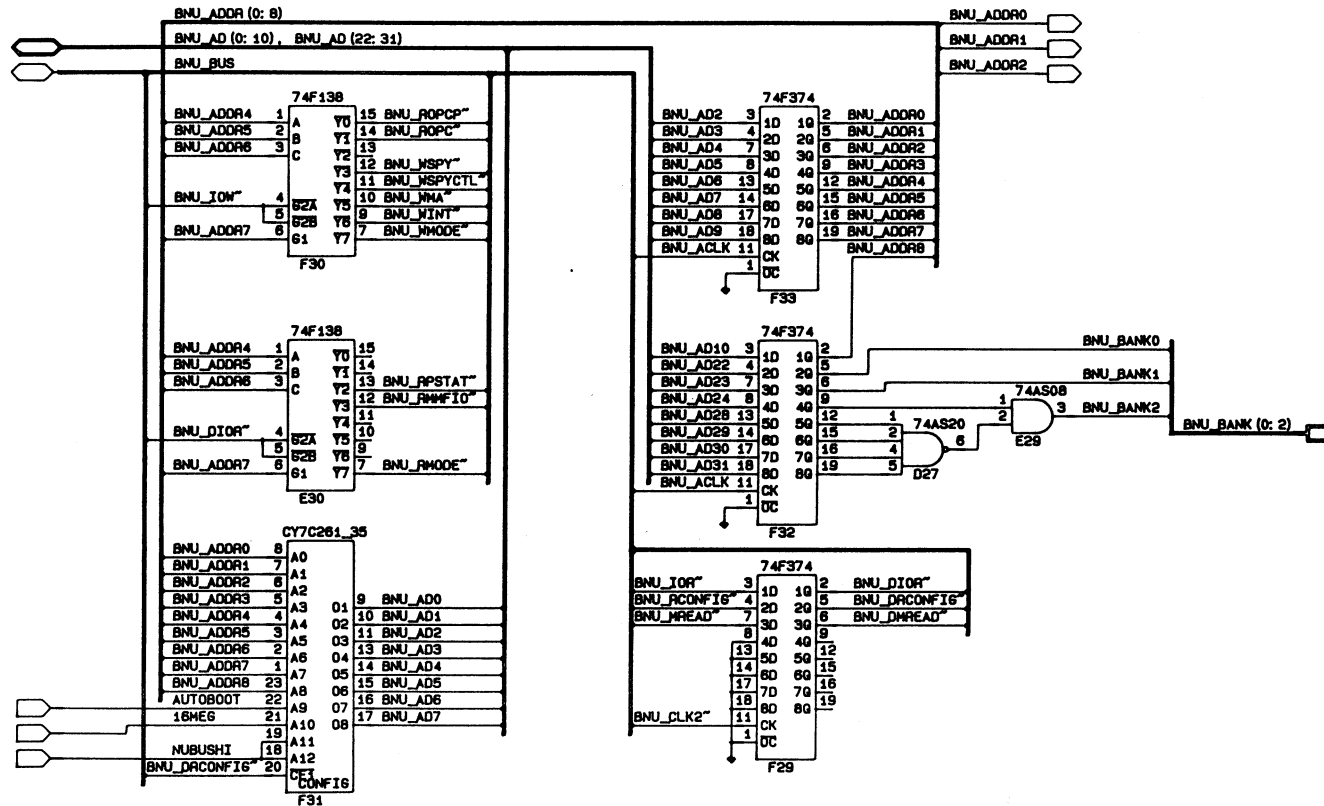 BNU_ADDR (0: 8)
BNU_AD (0: 10), BNU_AD (22: 31)
BNU_BUS
BNU_ADDR0
BNU_ADDR1
BNU_ADDR2
74F138
BNU_ADDR4 1 A Y0 15 BNU_ROPCP~
BNU_ADDR5 2 B Y1 14 BNU_ROPC~
BNU_ADDR6 3 C Y2 13
Y3 12 BNU_WSPY~
Y4 11 BNU_WSPYCTL~
BNU_IOW~ 4 G2A Y5 10 BNU_WMA~
5 G2B Y6 9 BNU_WINT~
BNU_ADDR7 6 G1 Y7 7 BNU_WMODE~
F30
74F138
BNU_ADDR4 1 A Y0 15
BNU_ADDR5 2 B Y1 14
BNU_ADDR6 3 C Y2 13 BNU_RPSTAT~
Y3 12 BNU_RMMFIO~
Y4 11
BNU_DIOR~ 4 G2A Y5 10
5 G2B Y6 9
BNU_ADDR7 6 G1 Y7 7 BNU_RMODE~
E30
CY7C261_35
BNU_ADDR0 8 A0
BNU_ADDR1 7 A1
BNU_ADDR2 6 A2
BNU_ADDR3 5 A3 O1 9 BNU_AD0
BNU_ADDR4 4 A4 O2 10 BNU_AD1
BNU_ADDR5 3 A5 O3 11 BNU_AD2
BNU_ADDR6 2 A6 O4 13 BNU_AD3
BNU_ADDR7 1 A7 O5 14 BNU_AD4
BNU_ADDR8 23 A8 O6 15 BNU_AD5
AUTOBOOT 22 A9 O7 16 BNU_AD6
16MEG 21 A10 O8 17 BNU_AD7
19 A11
NUBUSHI 18 A12
BNU_DRCONFIG~ 20 CE1
CONFIG
F31
74F374
BNU_AD2 3 1D 1Q 2 BNU_ADDR0
BNU_AD3 4 2D 2Q 5 BNU_ADDR1
BNU_AD4 7 3D 3Q 6 BNU_ADDR2
BNU_AD5 8 4D 4Q 9 BNU_ADDR3
BNU_AD6 13 5D 5Q 12 BNU_ADDR4
BNU_AD7 14 6D 6Q 15 BNU_ADDR5
BNU_AD8 17 7D 7Q 16 BNU_ADDR6
BNU_AD9 18 8D 8Q 19 BNU_ADDR7
BNU_ACLK 11 CK BNU_ADDR8
1 OC
F33
74F374
BNU_AD10 3 1D 1Q 2
BNU_AD22 4 2D 2Q 5 BNU_BANK0
BNU_AD23 7 3D 3Q 6 BNU_BANK1
BNU_AD24 8 4D 4Q 9
BNU_AD28 13 5D 5Q 12
BNU_AD29 14 6D 6Q 15
BNU_AD30 17 7D 7Q 16
BNU_AD31 18 8D 8Q 19
BNU_ACLK 11 CK
1 OC
F32
74AS20
1
2
4
5
6
D27
74AS08
1
2
3 BNU_BANK2
E29
BNU_BANK (0: 2)
74F374
BNU_IOR~ 3 1D 1Q 2 BNU_DIOR~
BNU_RCONFIG~ 4 2D 2Q 5 BNU_DRCONFIG~
BNU_MREAD~ 7 3D 3Q 6 BNU_DMREAD~
8 4D 4Q 9
13 5D 5Q 12
14 6D 6Q 15
17 7D 7Q 16
18 8D 8Q 19
BNU_CLK2~ 11 CK
1 OC
F29